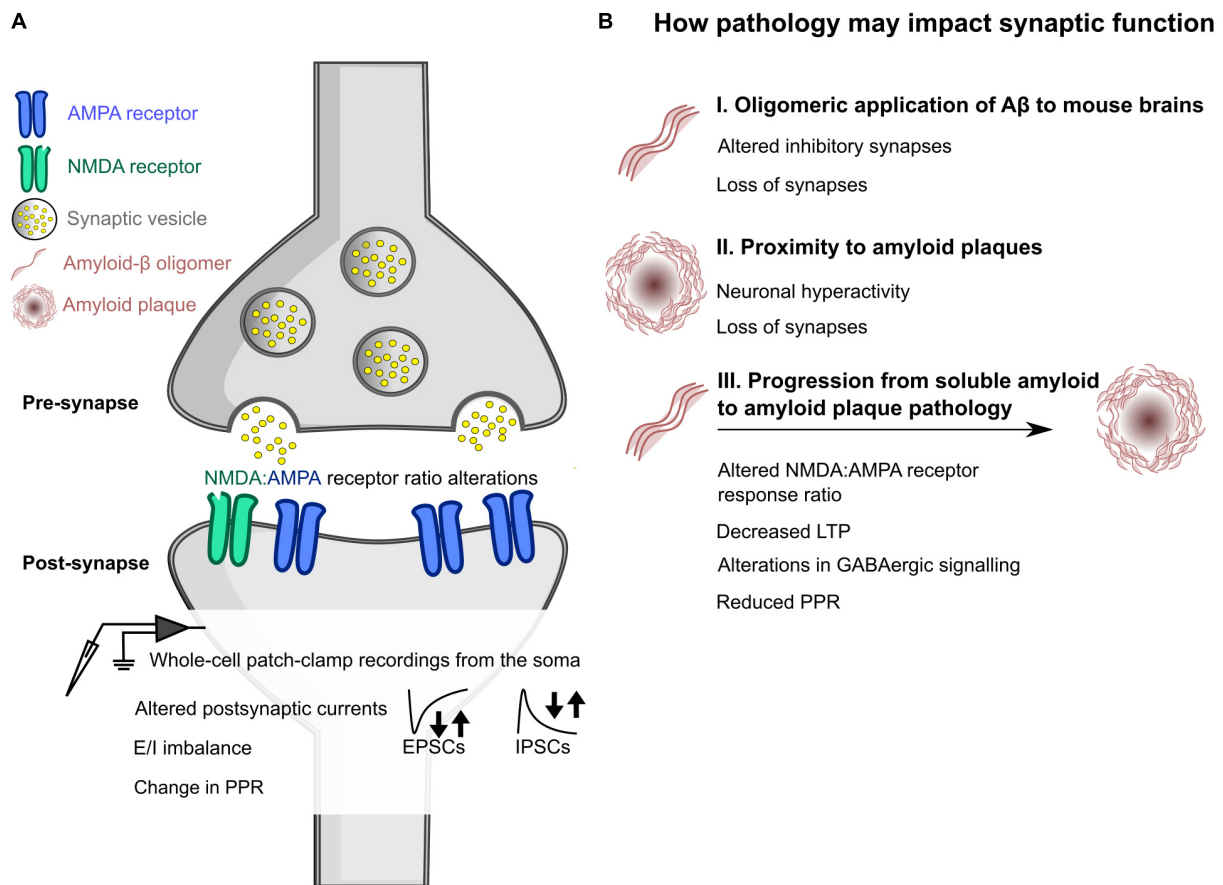 A
AMPA receptor
NMDA receptor
Synaptic vesicle
Amyloid-β oligomer
Amyloid plaque
Pre-synapse
NMDA:AMPA receptor ratio alterations
Post-synapse
Whole-cell patch-clamp recordings from the soma
Altered postsynaptic currents
E/I imbalance
Change in PPR
EPSCs
IPSCs
B
How pathology may impact synaptic function
I. Oligomeric application of Aβ to mouse brains
Altered inhibitory synapses
Loss of synapses
II. Proximity to amyloid plaques
Neuronal hyperactivity
Loss of synapses
III. Progression from soluble amyloid
to amyloid plaque pathology
Altered NMDA:AMPA receptor
response ratio
Decreased LTP
Alterations in GABAergic signalling
Reduced PPR